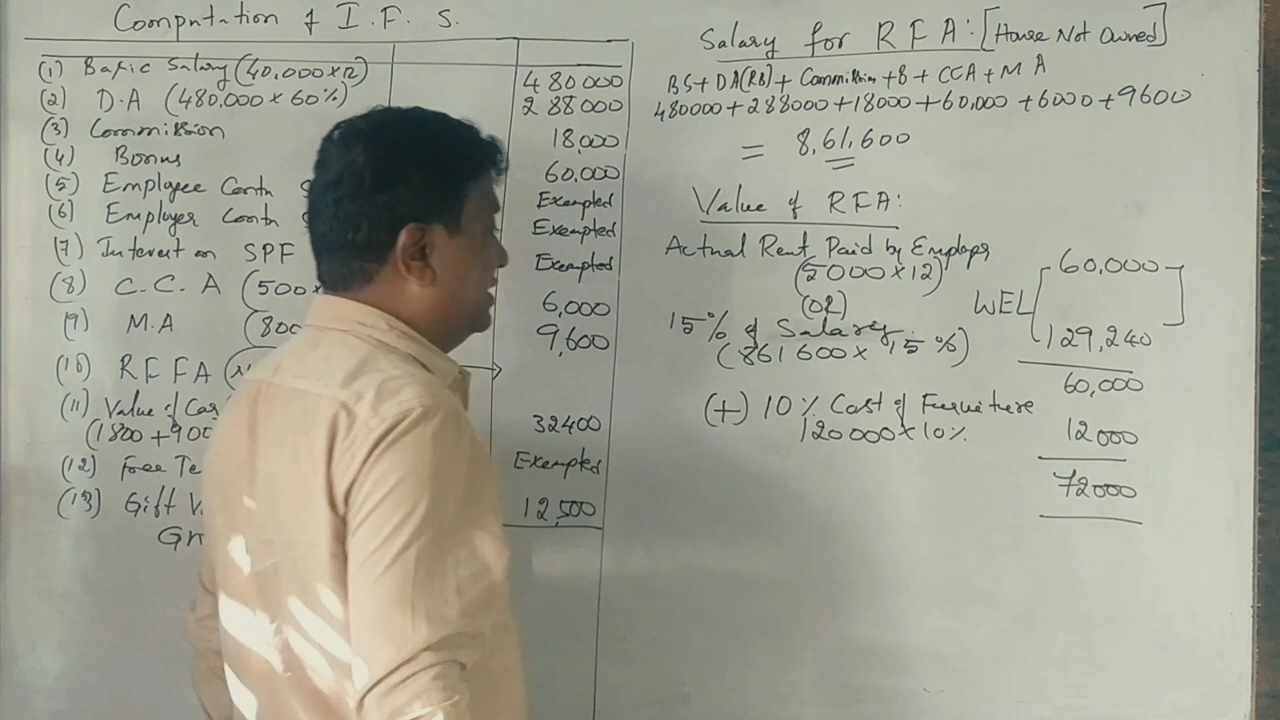 Computation of I. F. S.
(1) Basic Salary (40,000 x 12) 480000
(2) D.A (480,000 x 60%) 288000
(3) Commission 18,000
(4) Bonus 60,000
(5) Employee Contn Exempted
(6) Employer Contn Exempted
(7) Interest on SPF Exempted
(8) C.C.A (500x 6,000
(9) M.A (800 9,600
(10) RFFA
(11) Value of Car
(1800+900 32400
(12) Free Te Exempted
(13) Gift V 12,500
Gr
Salary for RFA: [House Not Owned]
BS + DA(RB) + Commission + B + CCA + MA
480000 + 288000 + 18000 + 60,000 + 6000 + 9600
= 8,61,600
Value of RFA:
Actual Rent Paid by Employer 60,000
(5000 x 12)
(OR) WEL
15% of Salary 129,240
(861600 x 15%)
60,000
(+) 10% Cost of Furniture
120000 x 10% 12000
72000